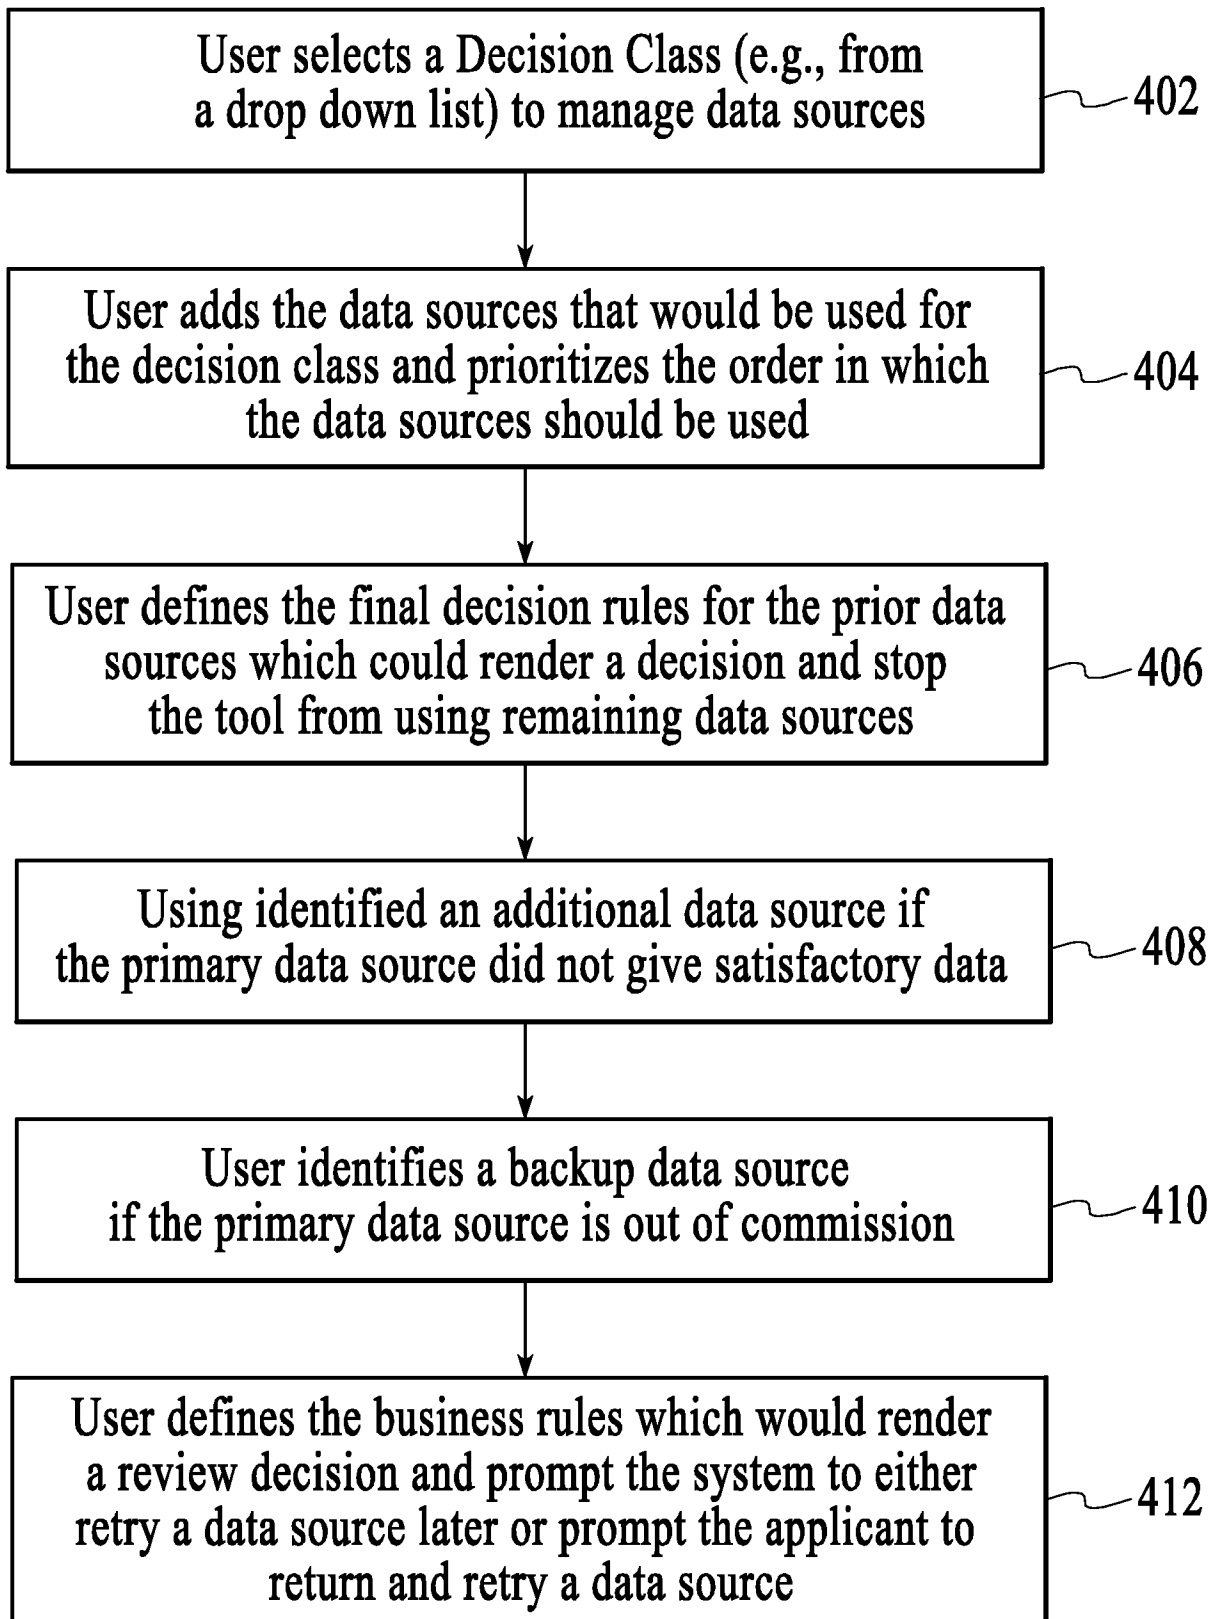 User selects a Decision Class (e.g., from
a drop down list) to manage data sources
402
User adds the data sources that would be used for
the decision class and prioritizes the order in which
the data sources should be used
404
User defines the final decision rules for the prior data
sources which could render a decision and stop
the tool from using remaining data sources
406
Using identified an additional data source if
the primary data source did not give satisfactory data
408
User identifies a backup data source
if the primary data source is out of commission
410
User defines the business rules which would render
a review decision and prompt the system to either
retry a data source later or prompt the applicant to
return and retry a data source
412